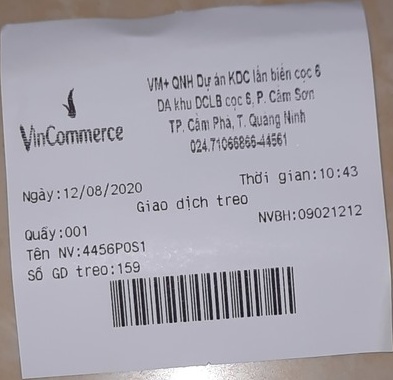 VinCommerce
VM+ QNH Dự án KDC lấn biển cọc 6
DA khu DCLB cọc 6, P. Cẩm Sơn
TP. Cẩm Phả, T. Quảng Ninh
024.71066866-44561
Ngày:12/08/2020 Thời gian:10:43
Giao dịch treo
Quầy:001 NVBH:09021212
Tên NV:4456POS1
Số GD treo:159